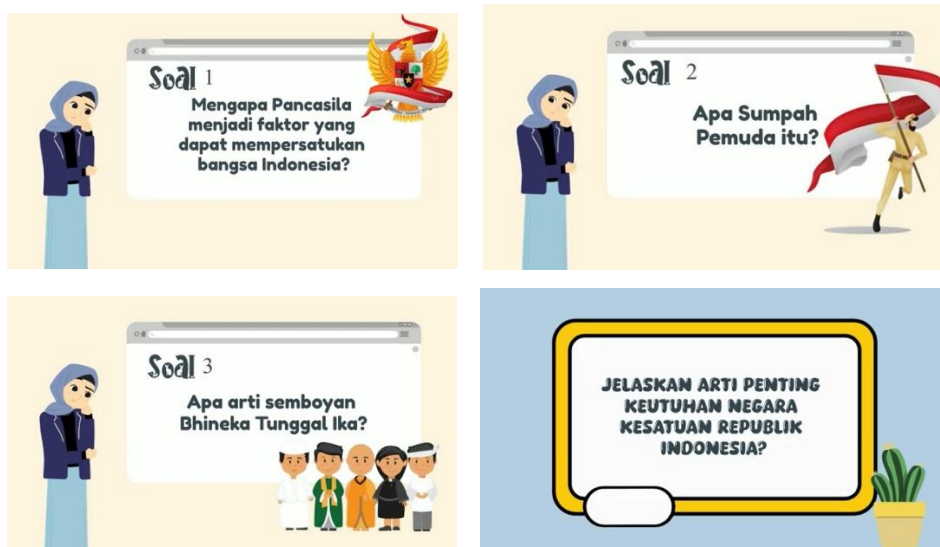 Soal 1
Mengapa Pancasila
menjadi faktor yang
dapat mempersatukan
bangsa Indonesia?
Soal 2
Apa Sumpah
Pemuda itu?
Soal 3
Apa arti semboyan
Bhineka Tunggal Ika?
JELASKAN ARTI PENTING
KEUTUHAN NEGARA
KESATUAN REPUBLIK
INDONESIA?